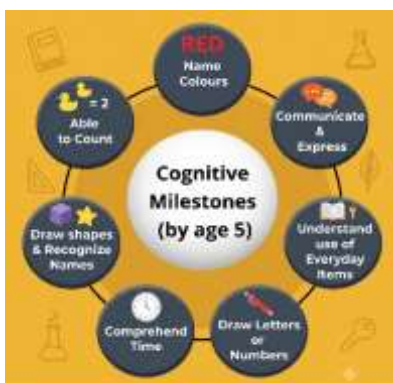 RED
Name
Colours
Communicate
&
Express
Understand
use of
Everyday
Items
Draw Letters
or
Numbers
Comprehend
Time
Draw shapes
& Recognize
Names
= 2
Able
to Count
Cognitive
Milestones
(by age 5)